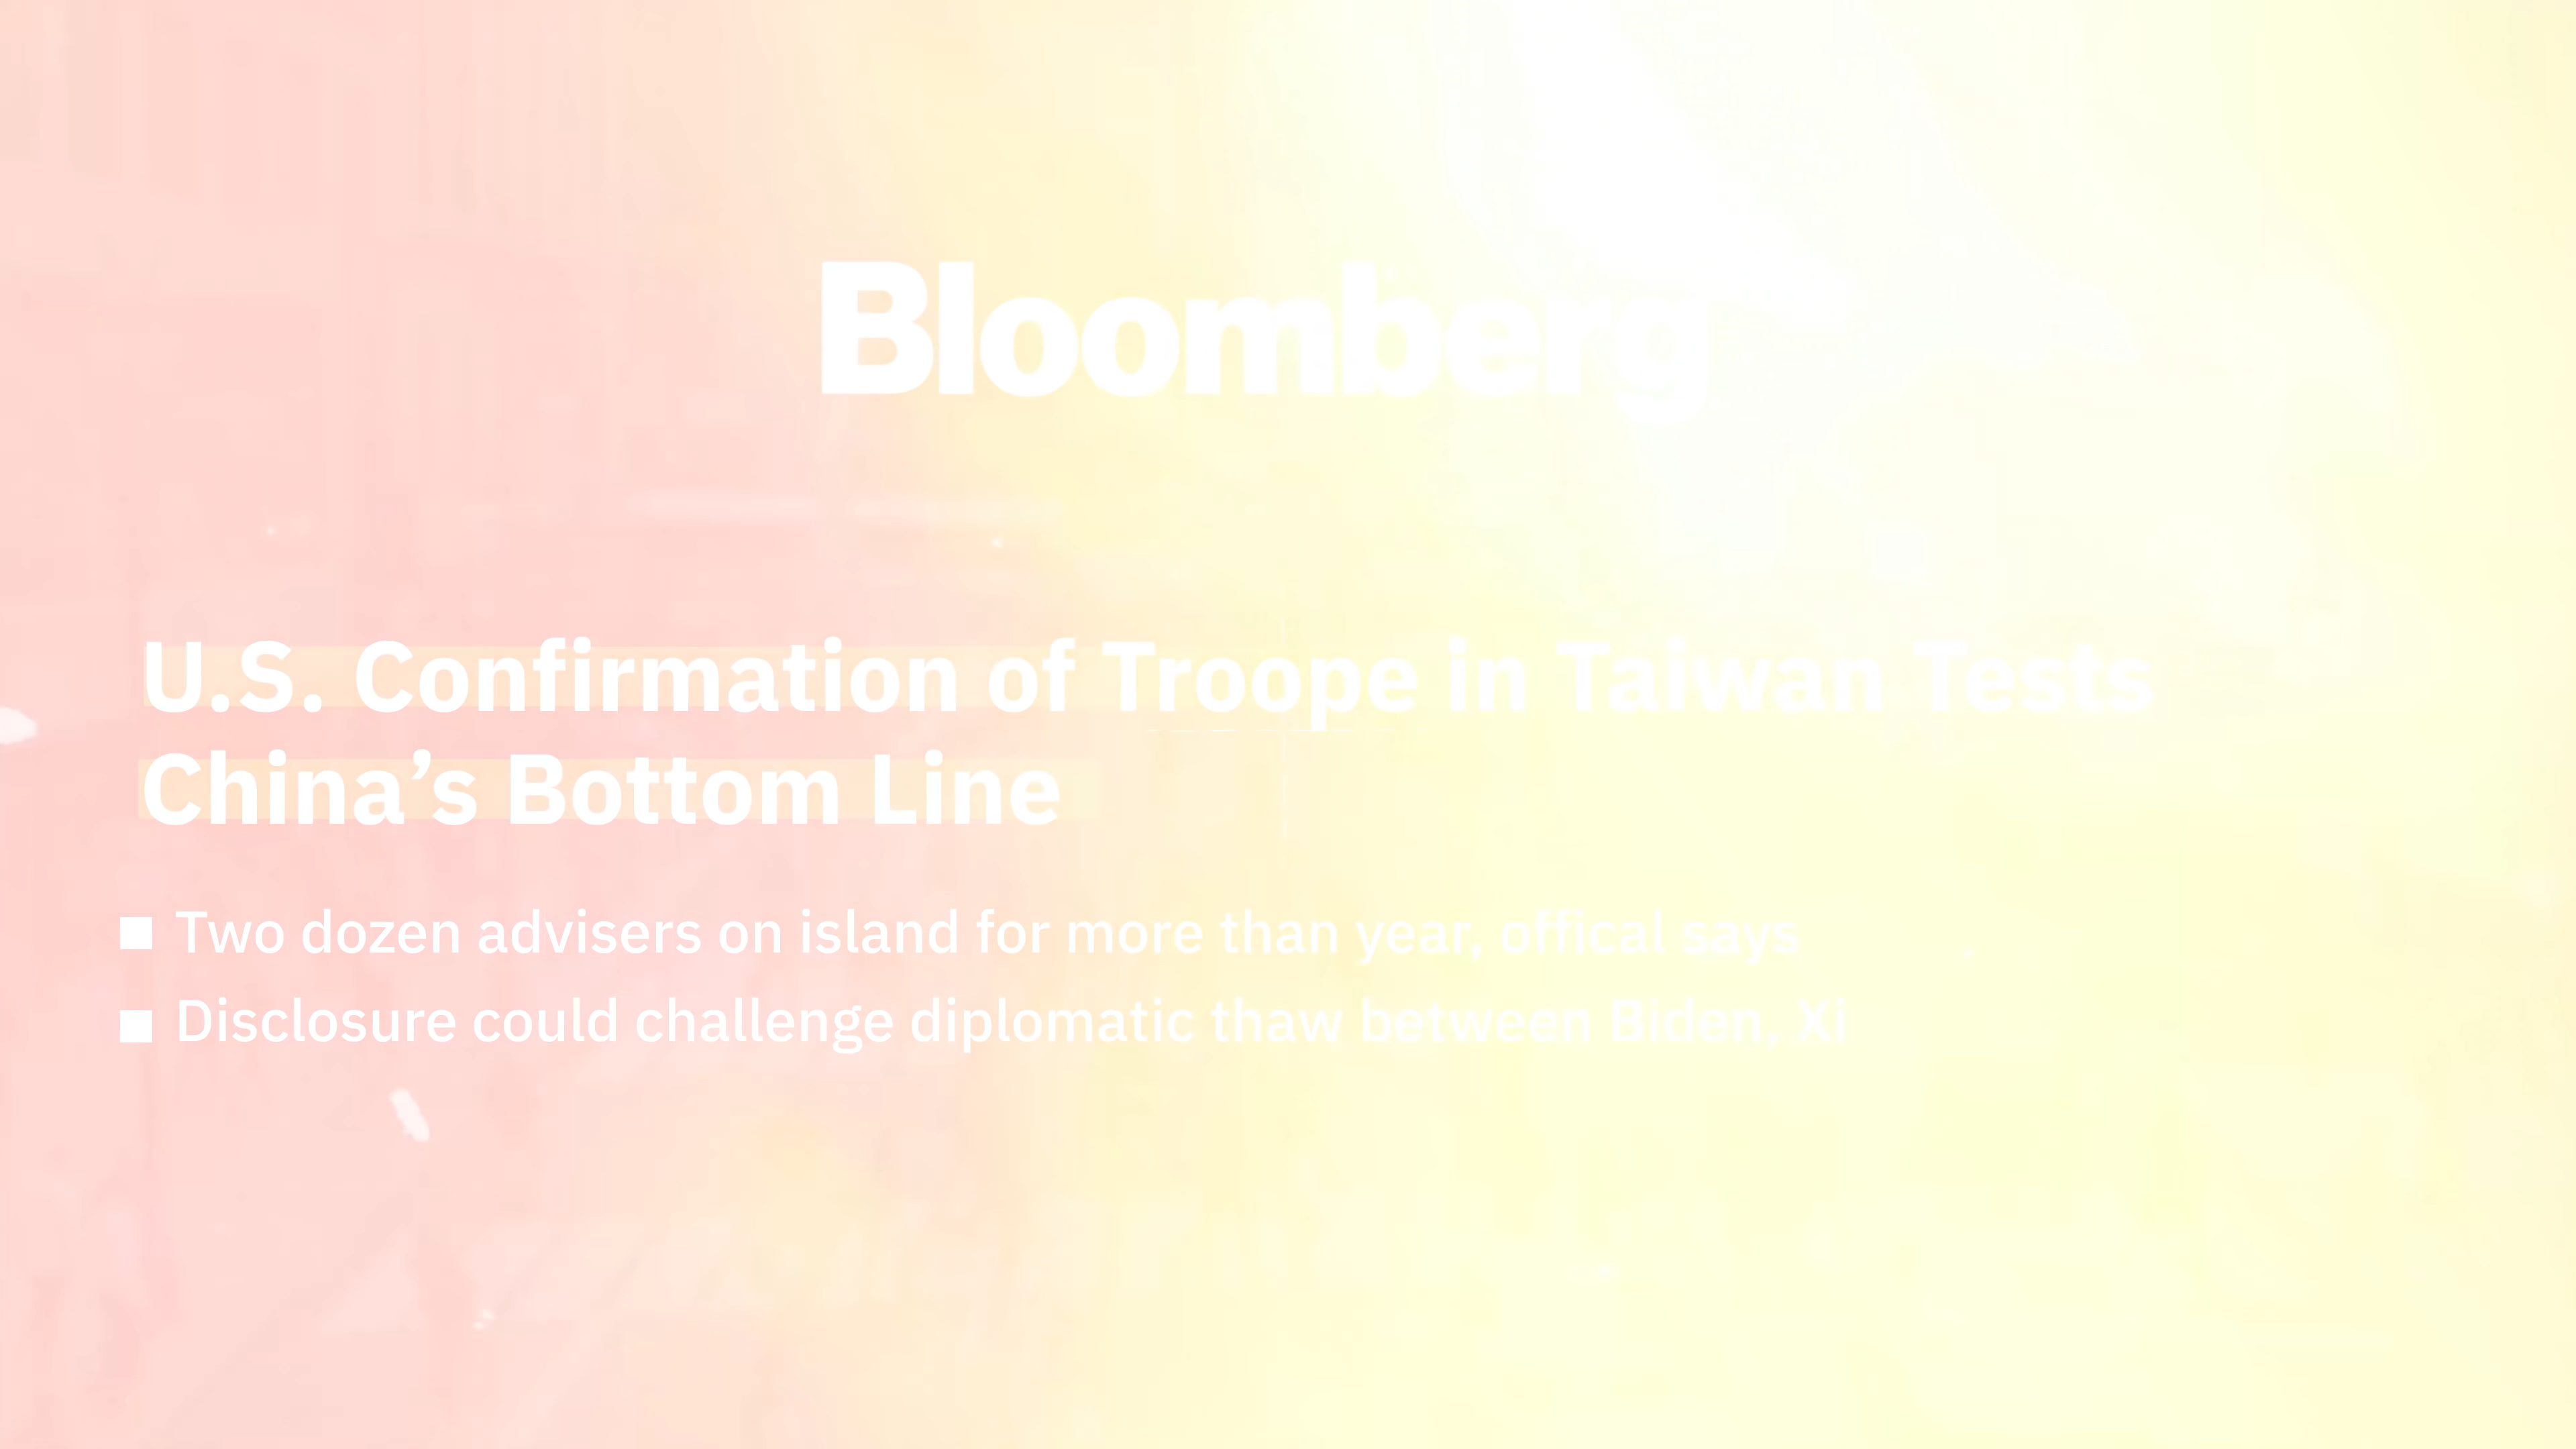 Bloomberg
U.S. Confirmation of Troope in Taiwan Tests
China’s Bottom Line
■ Two dozen advisers on island for more than year, offical says
■ Disclosure could challenge diplomatic thaw between Biden, Xi